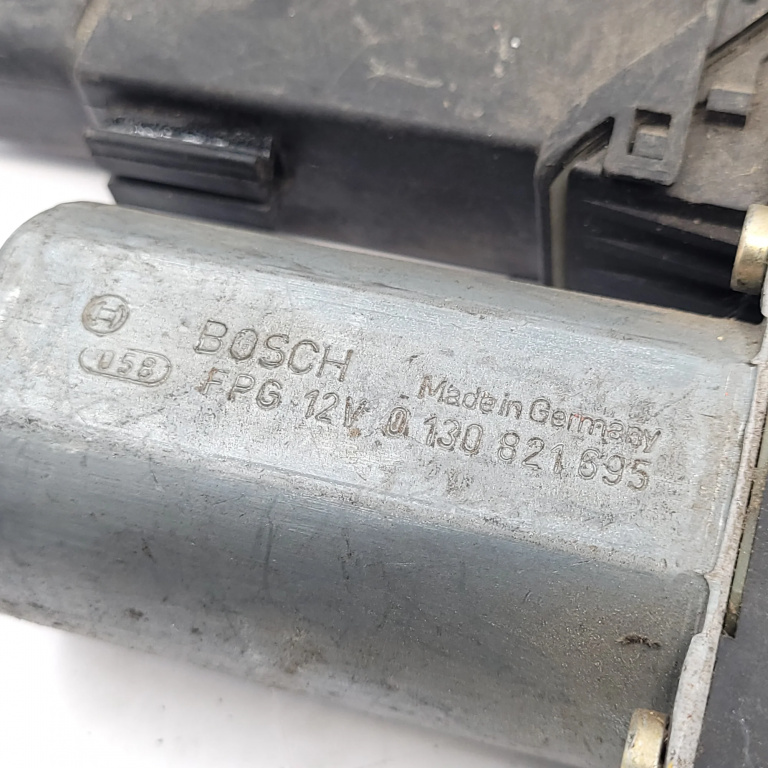 BOSCH
Made in Germany
058
FPG 12V 0 130 821 695